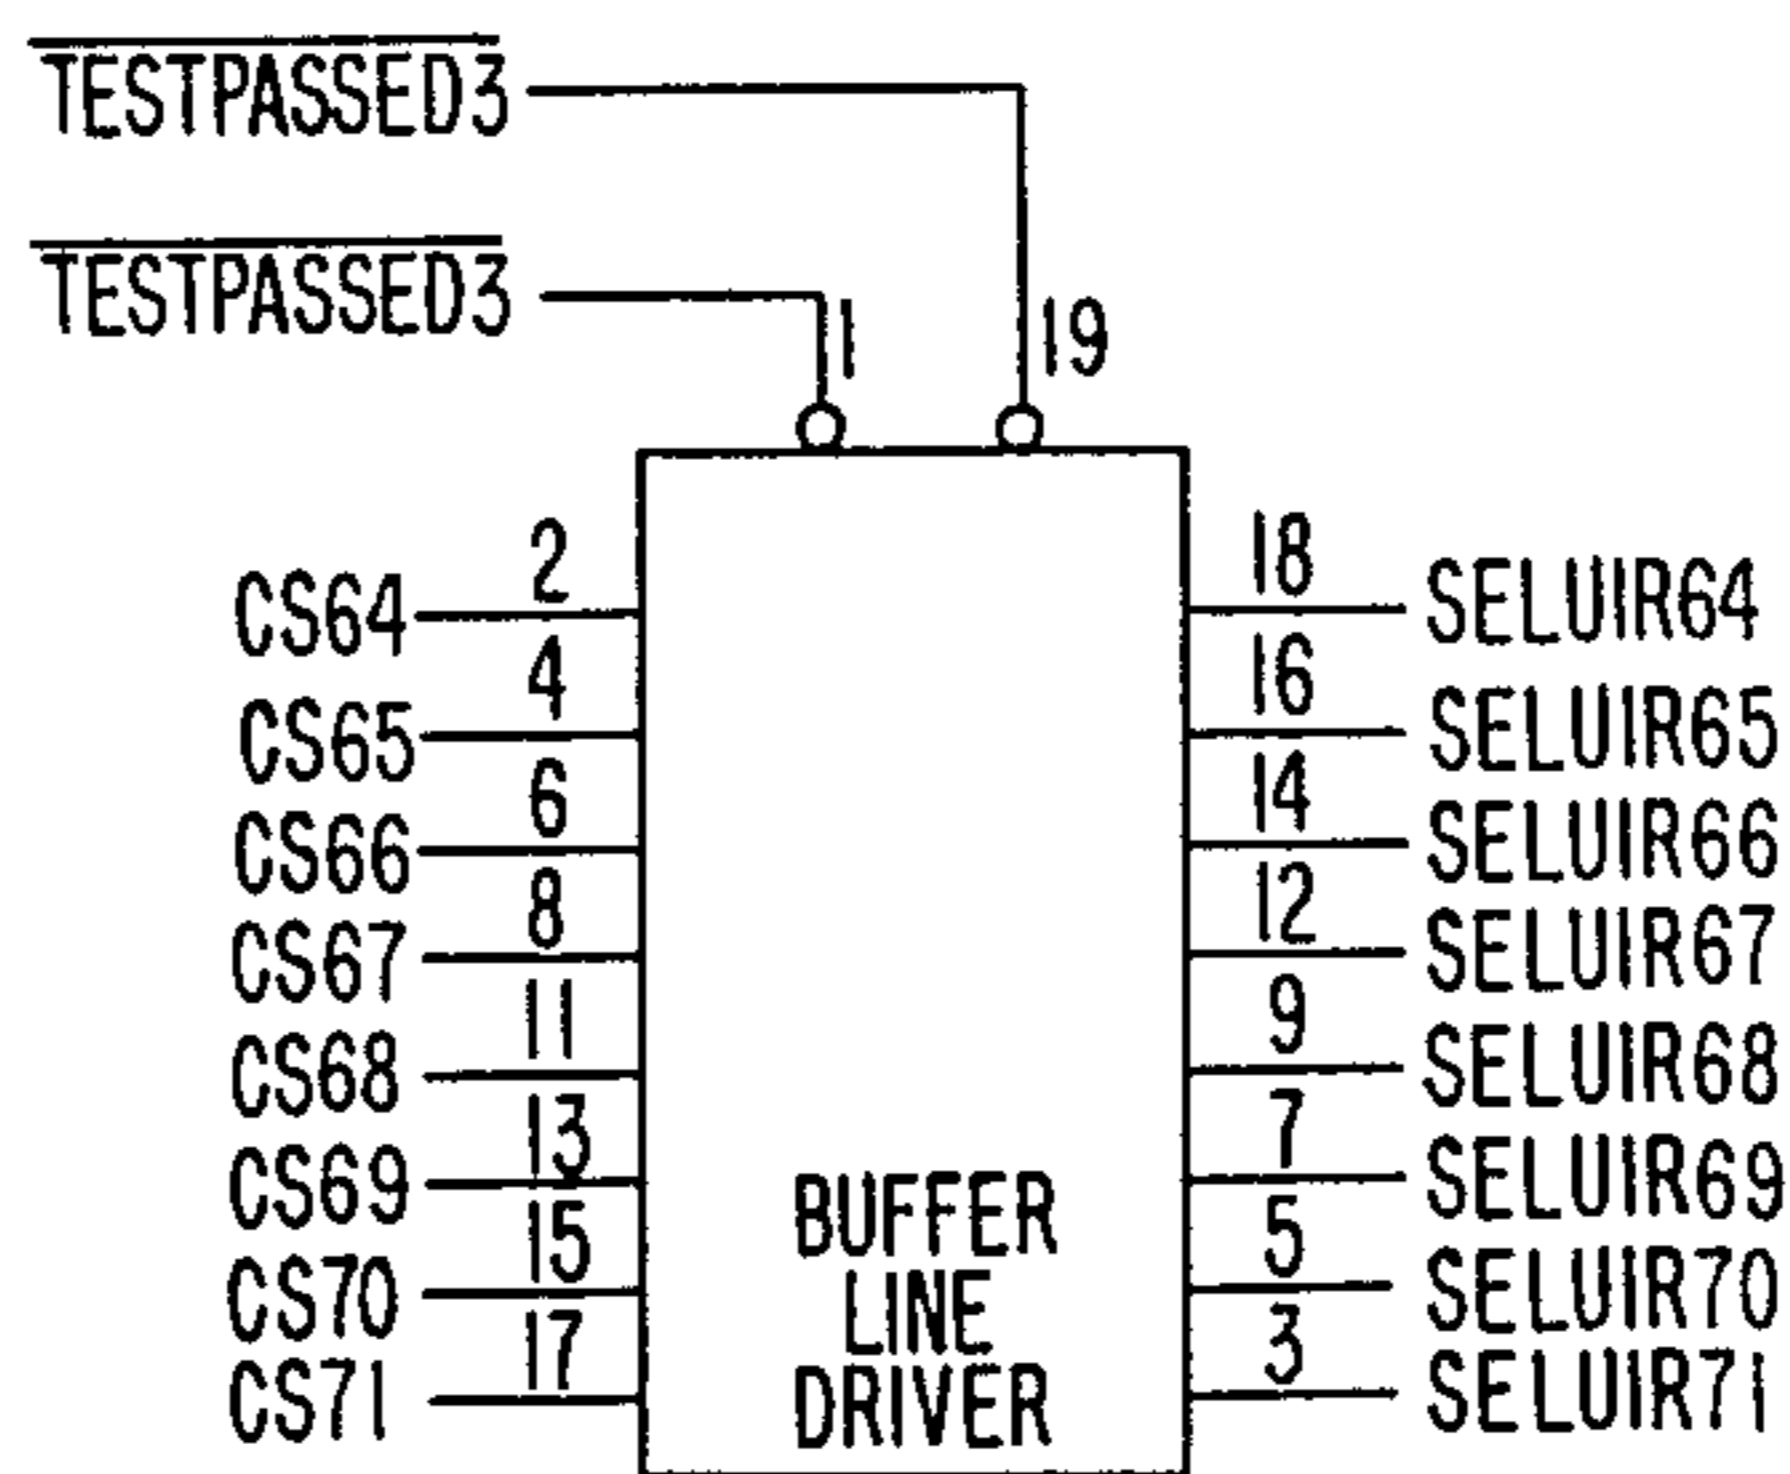 TESTPASSED3
TESTPASSED3
1
19
2
18
CS64
SELUIR64
4
16
CS65
SELUIR65
6
14
CS66
SELUIR66
8
12
CS67
SELUIR67
11
9
CS68
SELUIR68
13
7
CS69
SELUIR69
15
5
CS70
SELUIR70
17
3
CS71
SELUIR71
BUFFER
LINE
DRIVER